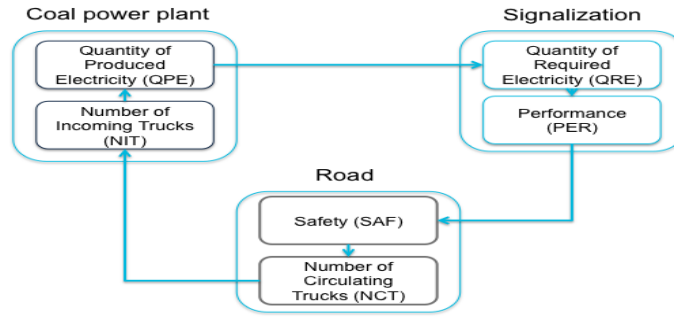 Coal power plant
Quantity of
Produced
Electricity (QPE)
Number of
Incoming Trucks
(NIT)
Signalization
Quantity of
Required
Electricity (QRE)
Performance
(PER)
Road
Safety (SAF)
Number of
Circulating
Trucks (NCT)